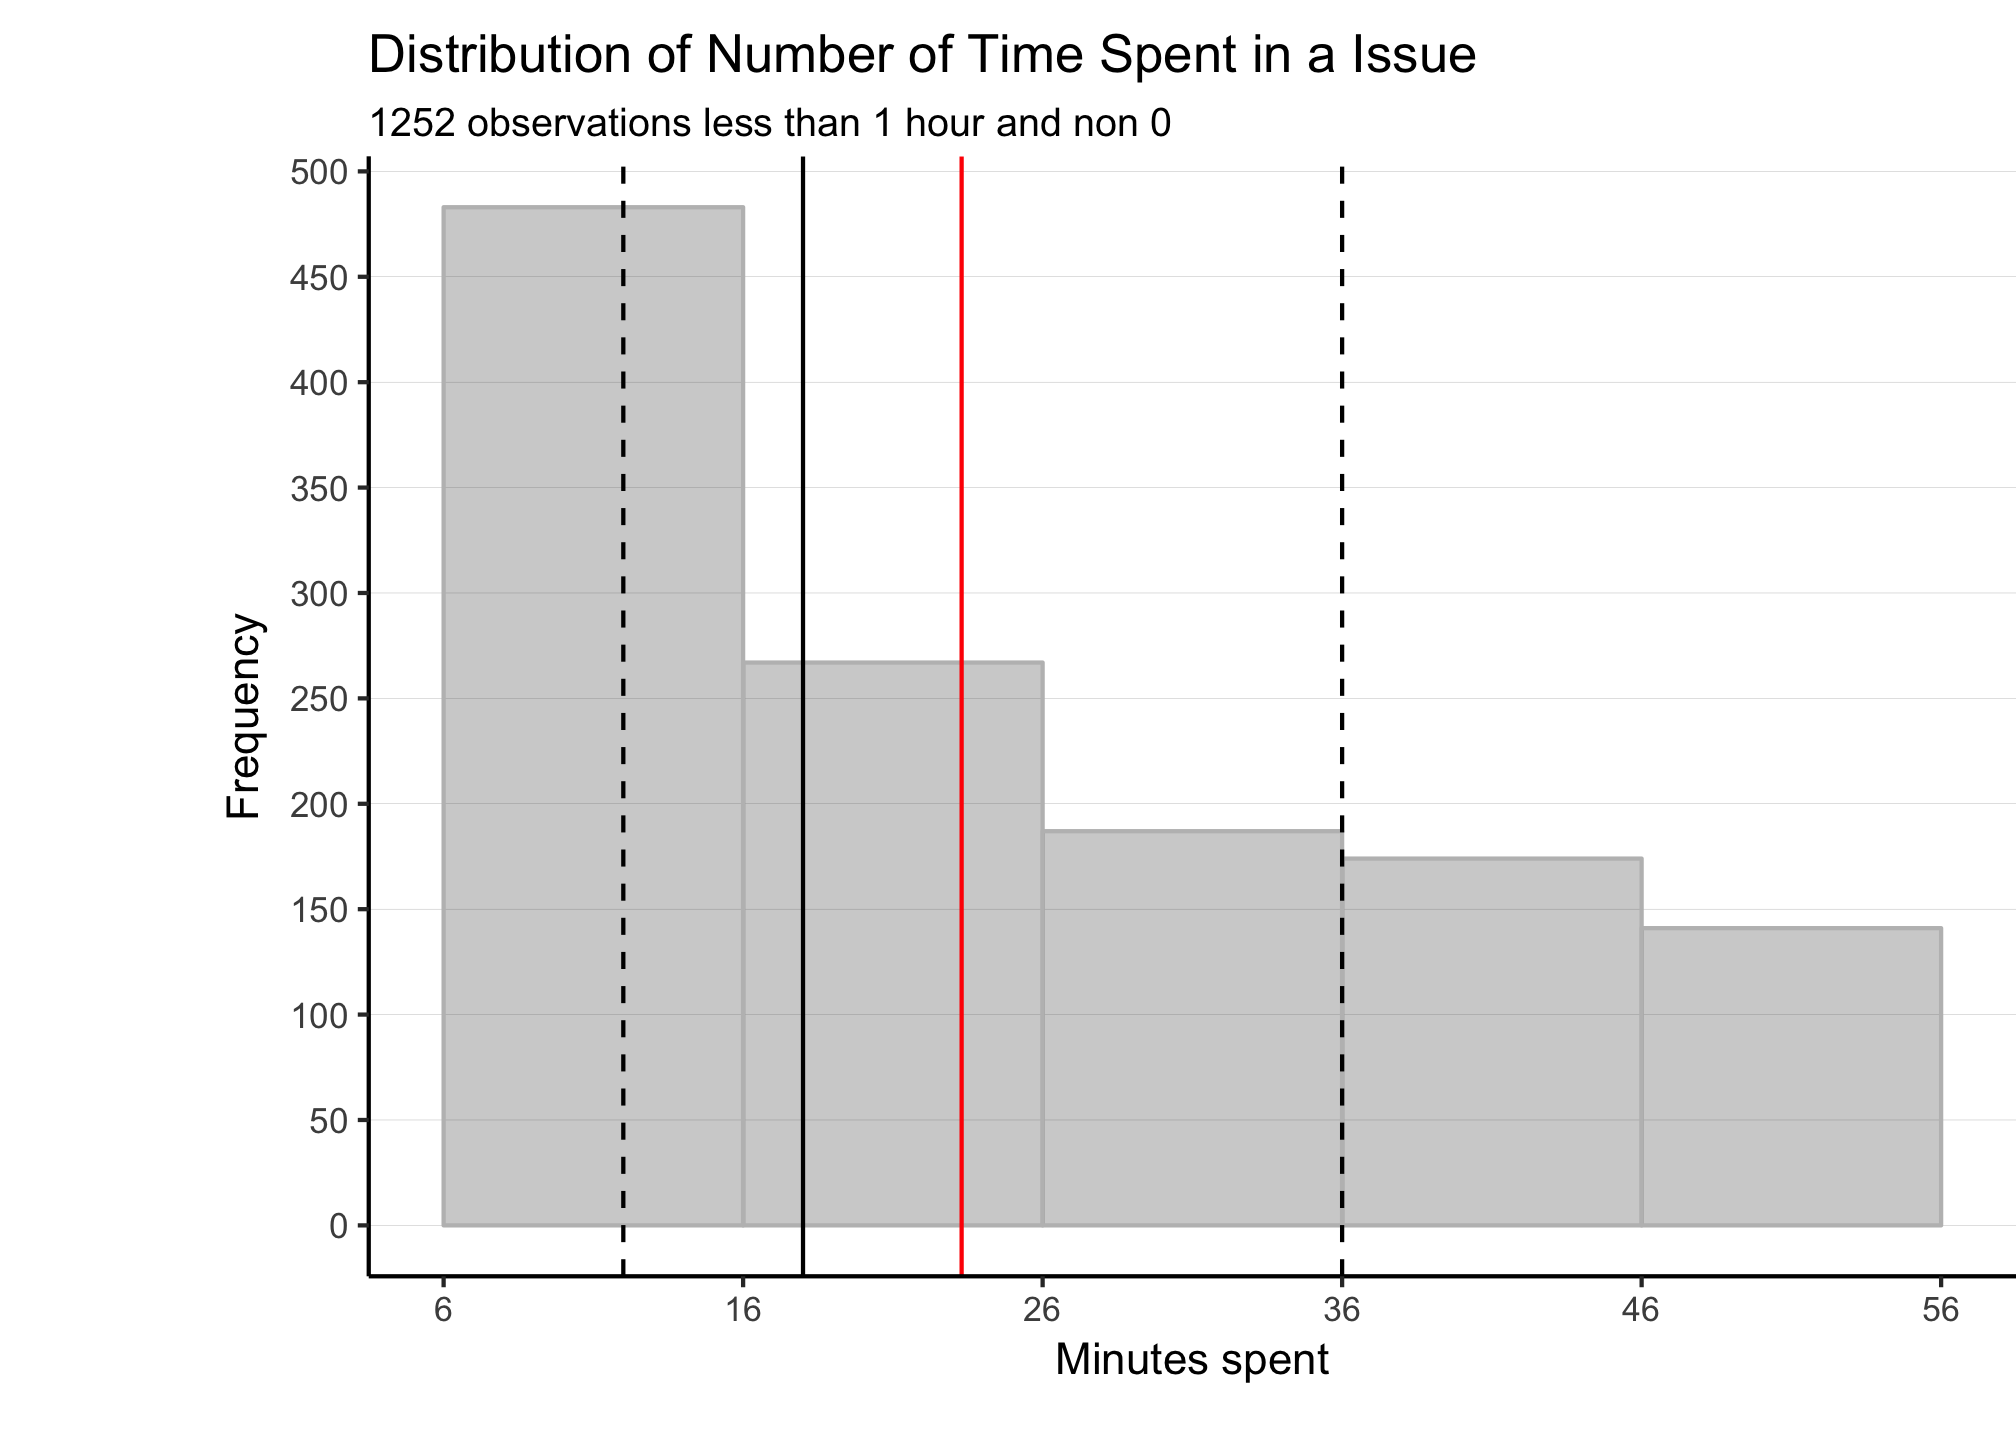 Distribution of Number of Time Spent in a Issue
1252 observations less than 1 hour and non 0
500
450
400
350
300
250
200
150
100
50
0
Frequency
6 16 26 36 46 56
Minutes spent